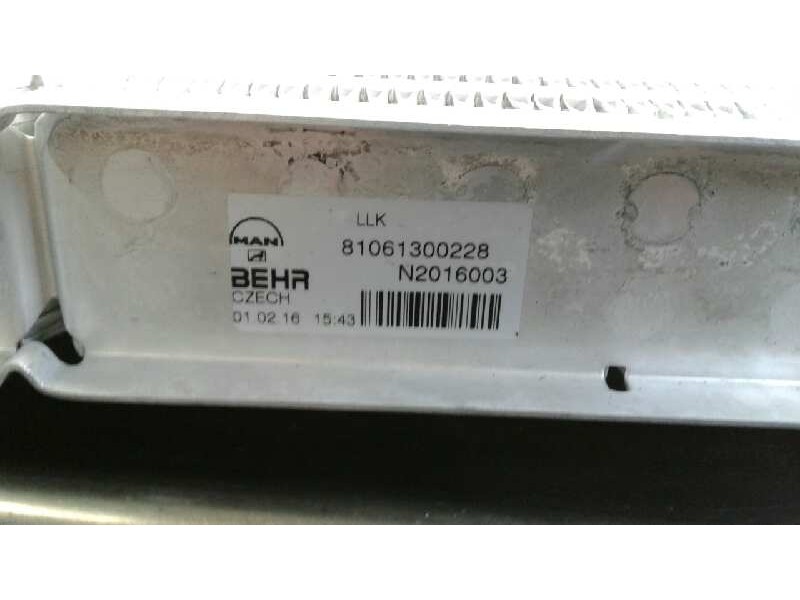 LLK
MAN
81061300228
BEHR
N2016003
CZECH
01 02 16 15:43